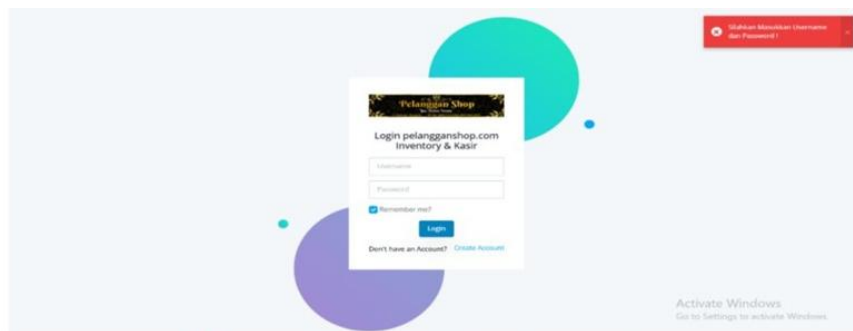 Silahkan Masukkan Username
dan Password !
Pelanggan Shop
Login pelangganshop.com
Inventory & Kasir
Username
Password
Remember me?
Login
Don't have an Account? Create Account
Activate Windows
Go to Settings to activate Windows.